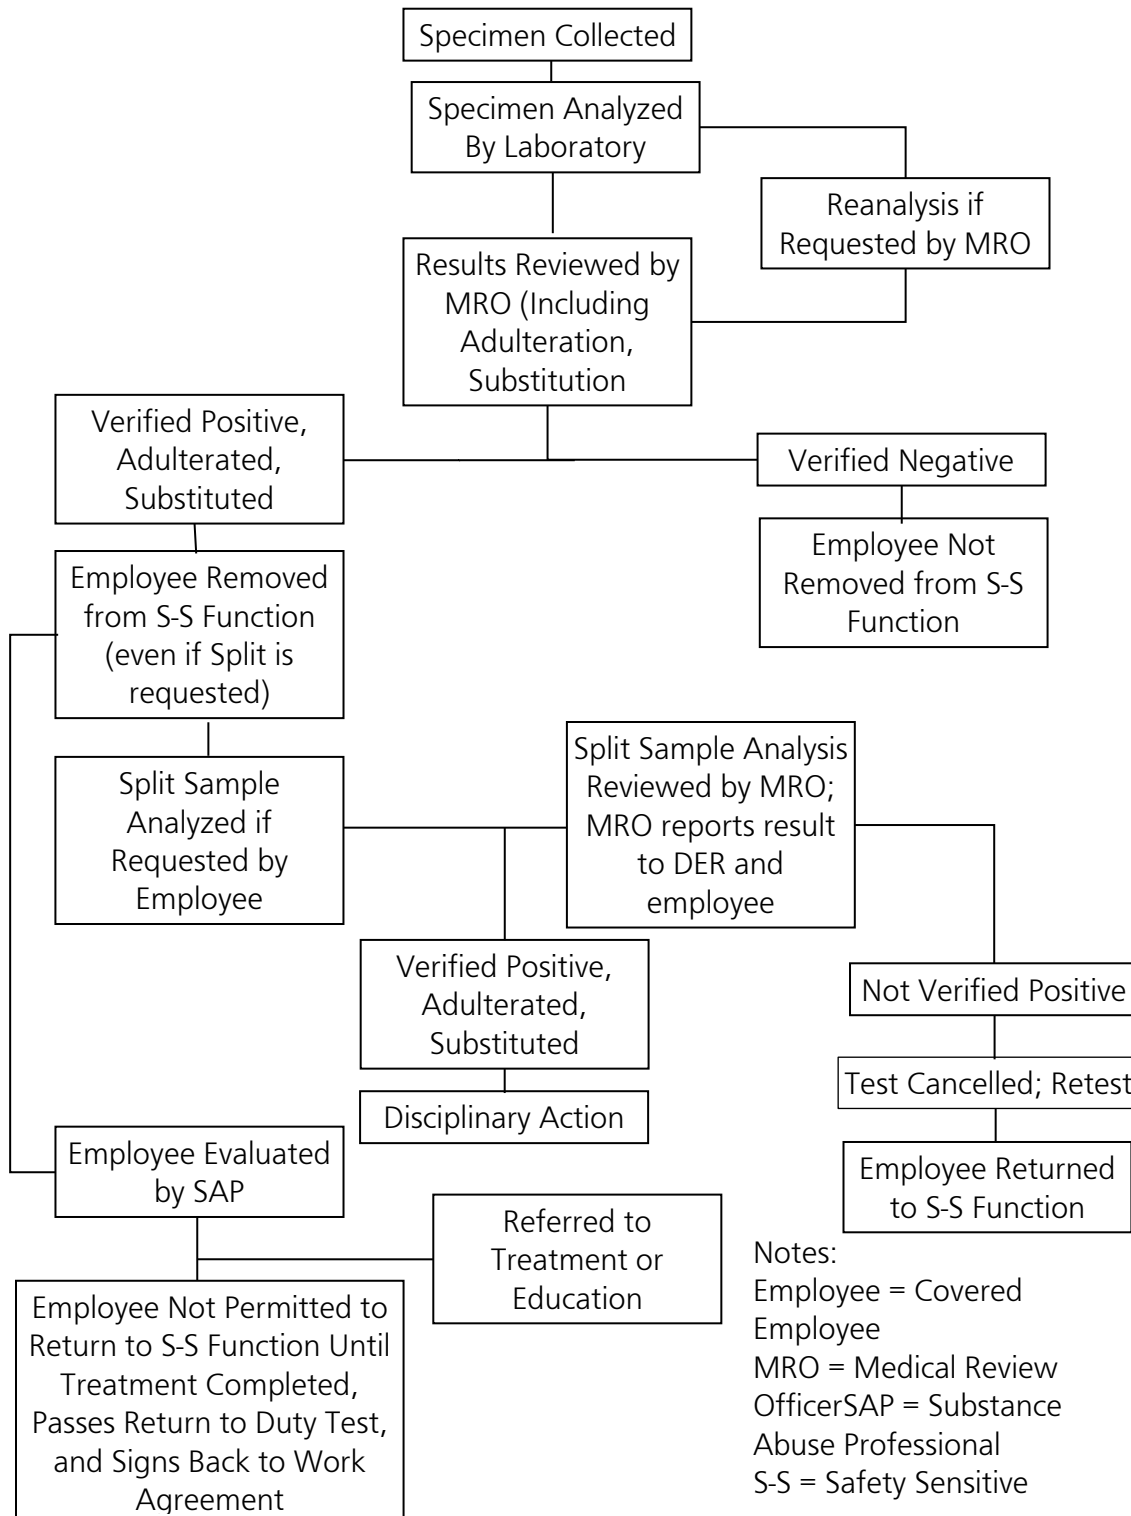 Specimen Collected
Specimen Analyzed
By Laboratory
Reanalysis if
Requested by MRO
Results Reviewed by
MRO (Including
Adulteration,
Substitution
Verified Positive,
Adulterated,
Substituted
Verified Negative
Employee Not
Removed from S-S
Function
Employee Removed
from S-S Function
(even if Split is
requested)
Split Sample
Analyzed if
Requested by
Employee
Split Sample Analysis
Reviewed by MRO;
MRO reports result
to DER and
employee
Verified Positive,
Adulterated,
Substituted
Disciplinary Action
Not Verified Positive
Test Cancelled; Retest
Employee Returned
to S-S Function
Employee Evaluated
by SAP
Referred to
Treatment or
Education
Employee Not Permitted to
Return to S-S Function Until
Treatment Completed,
Passes Return to Duty Test,
and Signs Back to Work
Agreement
Notes:
Employee = Covered
Employee
MRO = Medical Review
OfficerSAP = Substance
Abuse Professional
S-S = Safety Sensitive